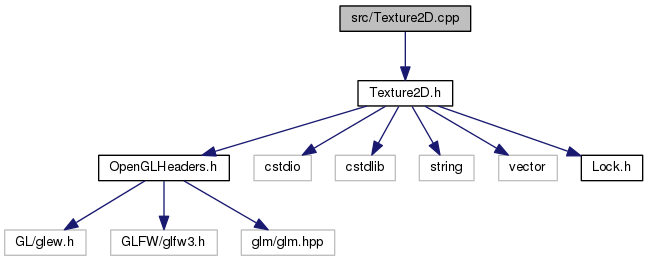 src/Texture2D.cpp
Texture2D.h
OpenGLHeaders.h
cstdio
cstdlib
string
vector
Lock.h
GL/glew.h
GLFW/glfw3.h
glm/glm.hpp